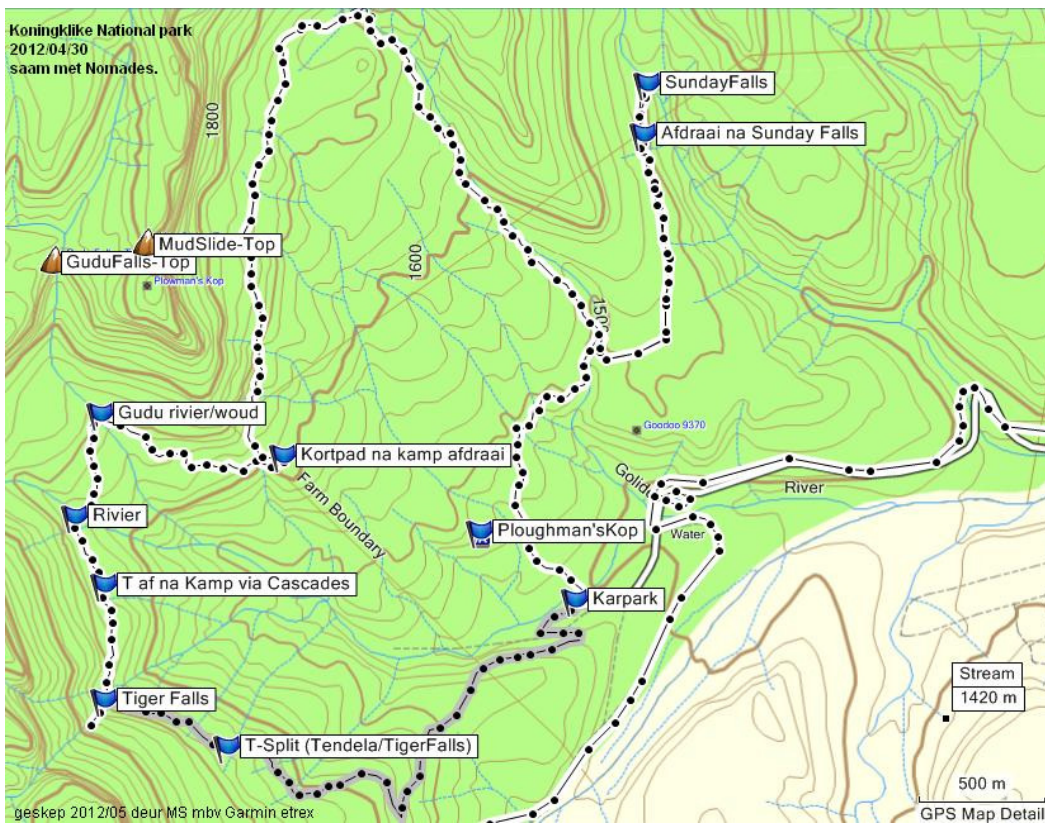 Koningklike National park
2012/04/30
saam met Nomades.
1800
SundayFalls
Afdraai na Sunday Falls
MudSlide-Top
GuduFalls-Top
Plowman's Kop
1600
1500
Gudu rivier/woud
Kortpad na kamp afdraai
Goodoo 9370
Farm Boundary
Golide
River
Rivier
Ploughman'sKop
Water
T af na Kamp via Cascades
Karpark
Tiger Falls
Stream
1420 m
T-Split (Tendela/TigerFalls)
500 m
geskep 2012/05 deur MS mbv Garmin etrex
GPS Map Detail